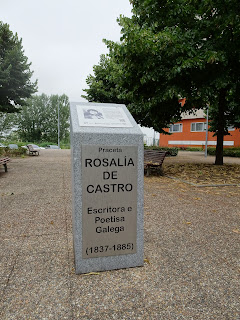 Praceta
ROSALÍA
DE
CASTRO
Escritora e
Poetisa
Galega
(1837-1885)